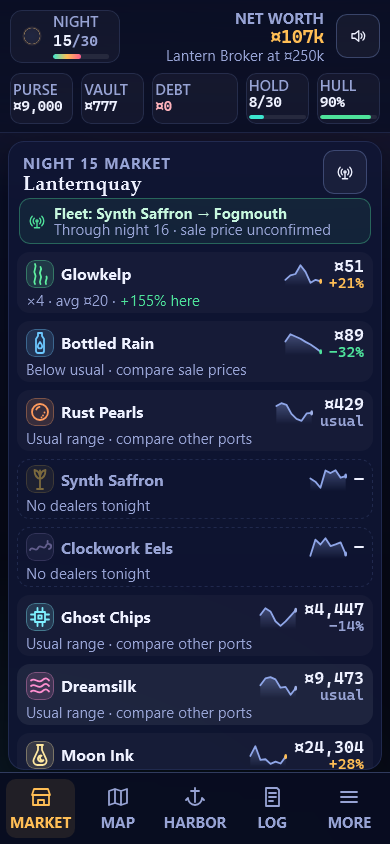 NIGHT
15/30
NET WORTH
¤107k
Lantern Broker at ¤250k
PURSE
¤9,000
VAULT
¤777
DEBT
¤0
HOLD
8/30
HULL
90%
NIGHT 15 MARKET
Lanternquay
Fleet: Synth Saffron → Fogmouth
Through night 16 · sale price unconfirmed
Glowkelp
¤51
+21%
×4 · avg ¤20 · +155% here
Bottled Rain
¤89
−32%
Below usual · compare sale prices
Rust Pearls
¤429
usual
Usual range · compare other ports
Synth Saffron
—
No dealers tonight
Clockwork Eels
—
No dealers tonight
Ghost Chips
¤4,447
−14%
Usual range · compare other ports
Dreamsilk
¤9,473
usual
Usual range · compare other ports
Moon Ink
¤24,304
+28%
MARKET
MAP
HARBOR
LOG
MORE